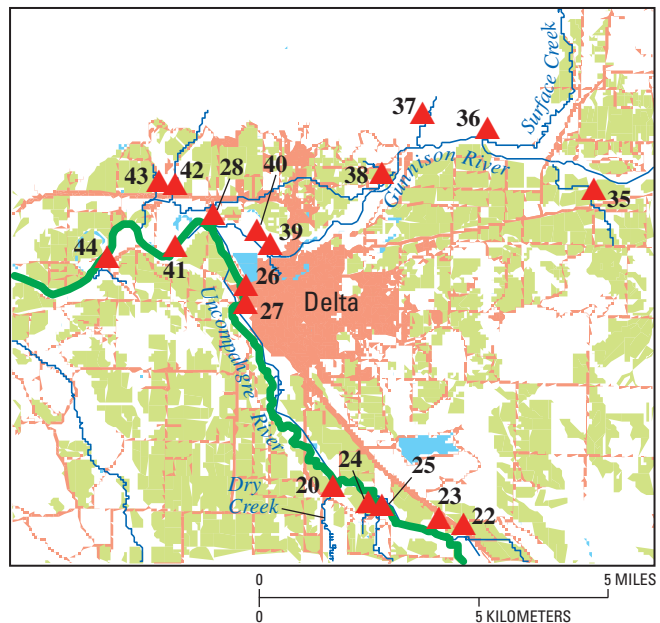 37
36
Surface Creek
Gunnison River
43
42
28
40
38
35
39
44
41
26
27
Delta
Uncompahgre River
24
25
20
23
22
Dry
Creek
0
5 MILES
0
5 KILOMETERS